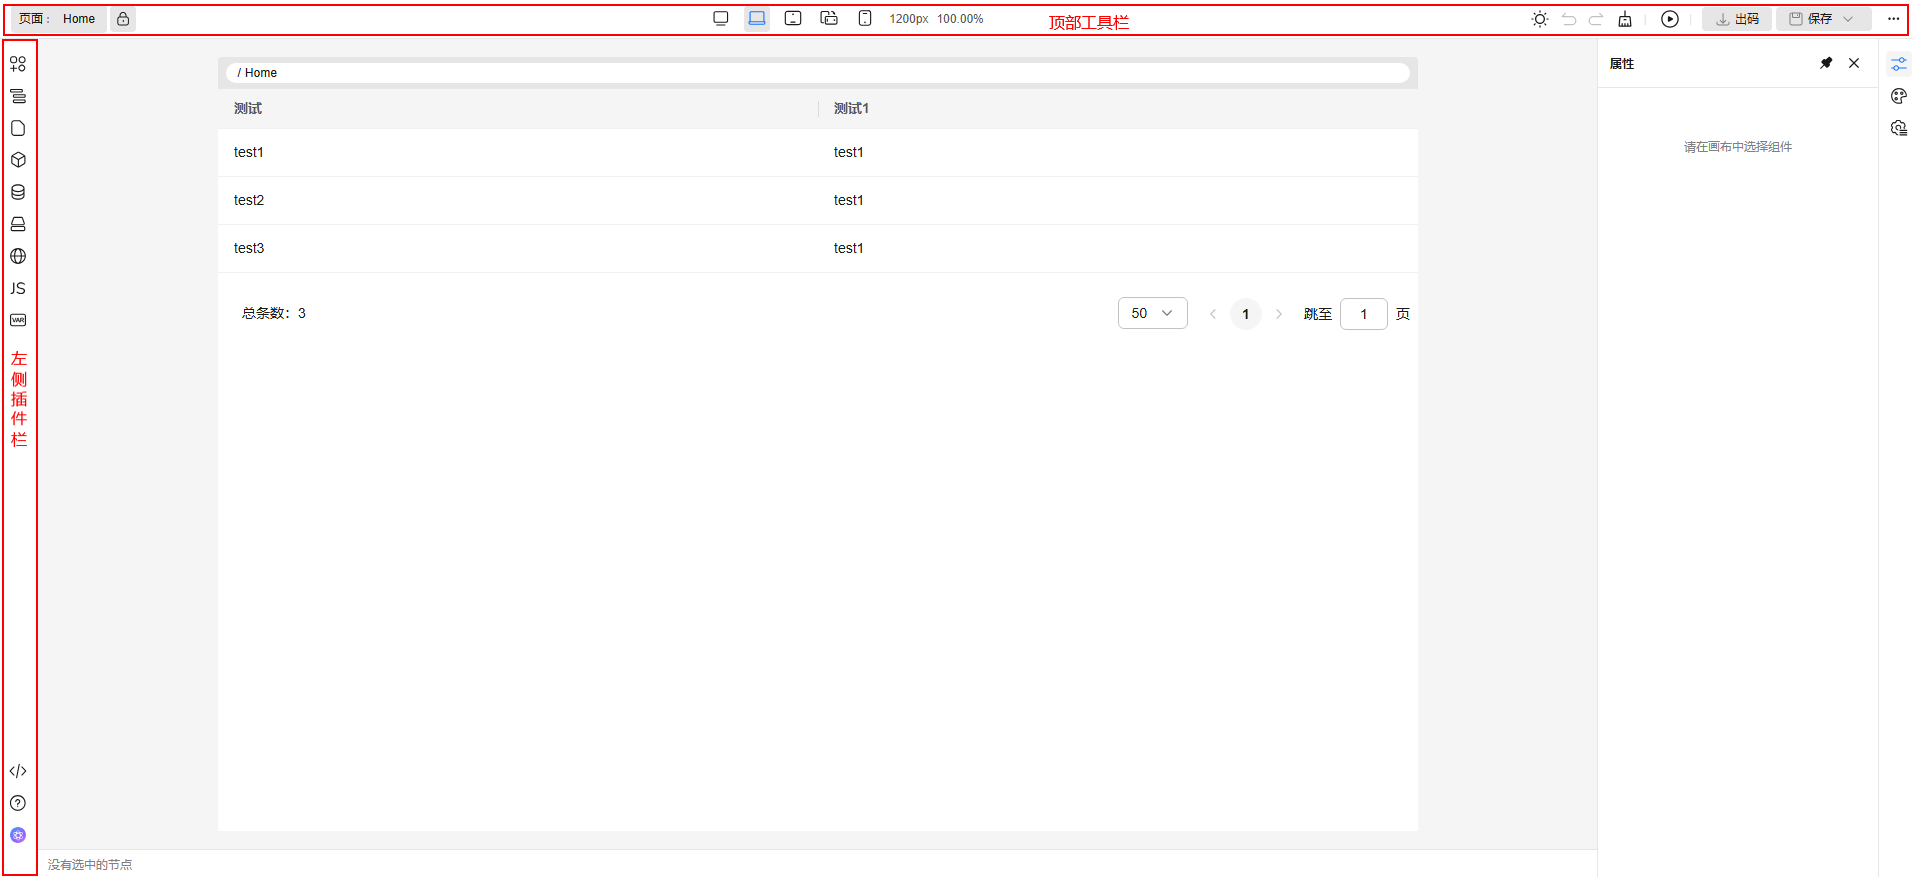 页面： Home
1200px 100.00%
顶部工具栏
出码
保存
/ Home
属性
测试 测试1
test1 test1
请在画布中选择组件
test2 test1
test3 test1
JS
VAR
总条数：3
50
1
跳至 1 页
左侧插件栏
没有选中的节点